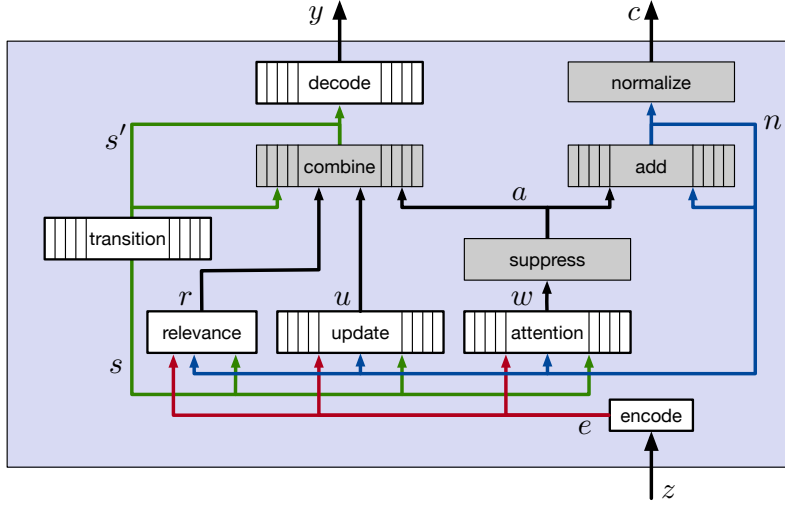 y
c
decode
normalize
s′
n
combine
add
a
transition
suppress
r
u
w
relevance
update
attention
s
encode
e
z